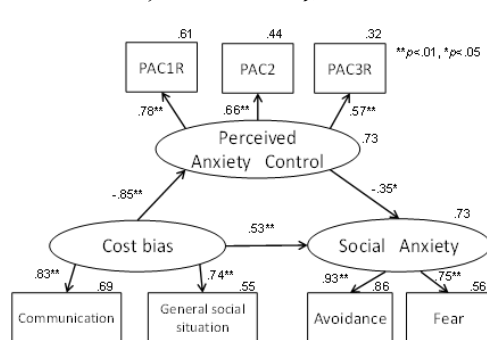 .61
.44
.32
PAC1R
PAC2
PAC3R
**p<.01, *p<.05
.78**
.66**
.57**
Perceived
Anxiety Control
.73
-.85**
-.35*
.73
Cost bias
.53**
Social Anxiety
.83**
.69
.74**
.55
.93**
.86
.75**
.56
Communication
General social
situation
Avoidance
Fear